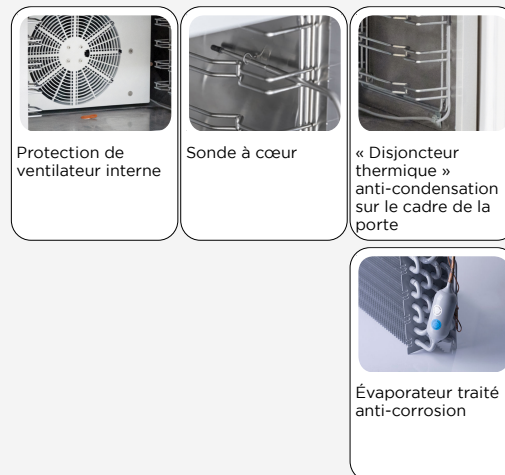 Protection de
ventilateur interne
Sonde à cœur
« Disjoncteur
thermique »
anti-condensation
sur le cadre de la
porte
Évaporateur traité
anti-corrosion